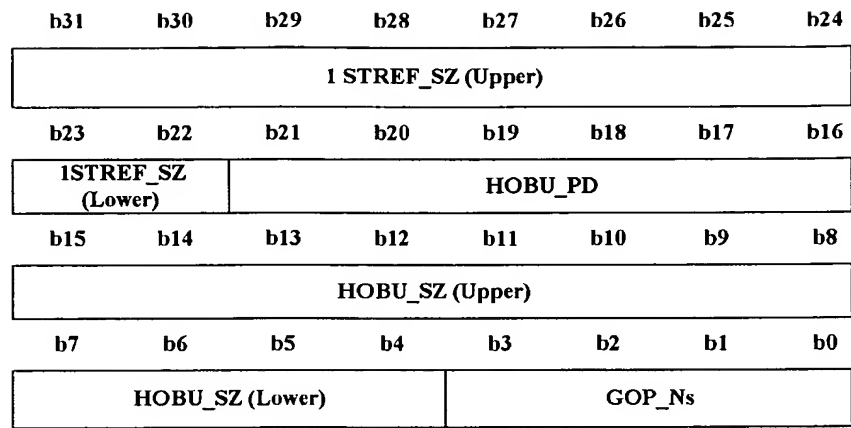 b31 b30 b29 b28 b27 b26 b25 b24
1 STREF_SZ (Upper)
b23 b22 b21 b20 b19 b18 b17 b16
1STREF_SZ
(Lower)
HOBU_PD
b15 b14 b13 b12 b11 b10 b9 b8
HOBU_SZ (Upper)
b7 b6 b5 b4 b3 b2 b1 b0
HOBU_SZ (Lower) GOP_Ns